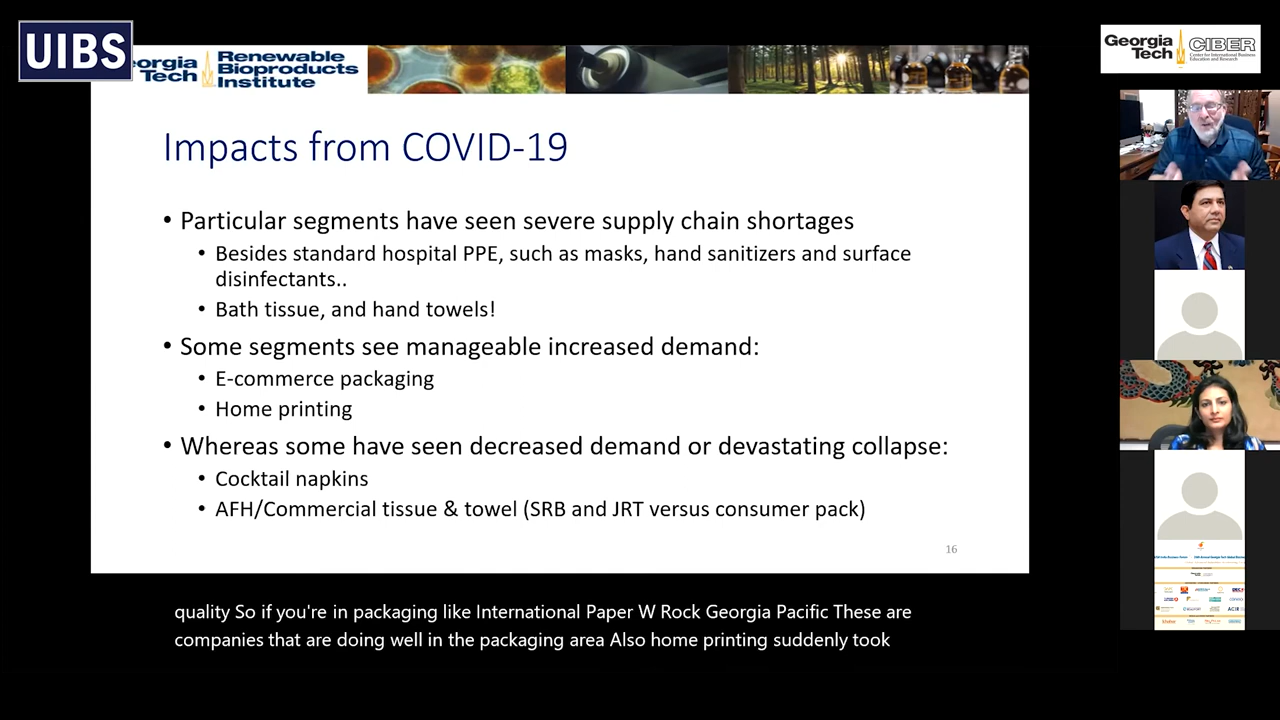 UIBS
orgia
Tech
Renewable
Bioproducts
Institute
Georgia
Tech
CIBER
Center for International Business
Education and Research
Impacts from COVID-19
• Particular segments have seen severe supply chain shortages
• Besides standard hospital PPE, such as masks, hand sanitizers and surface
disinfectants..
• Bath tissue, and hand towels!
• Some segments see manageable increased demand:
• E-commerce packaging
• Home printing
• Whereas some have seen decreased demand or devastating collapse:
• Cocktail napkins
• AFH/Commercial tissue & towel (SRB and JRT versus consumer pack)
16
quality So if you're in packaging like International Paper W Rock Georgia Pacific These are
companies that are doing well in the packaging area Also home printing suddenly took